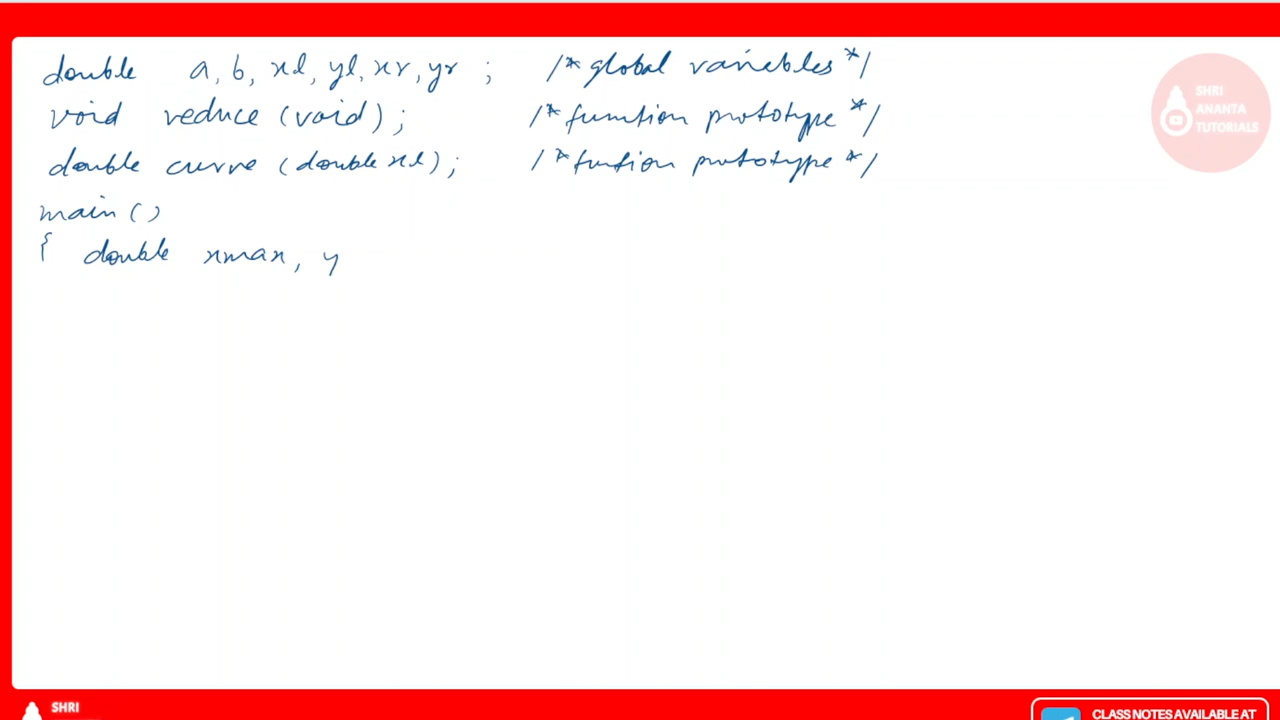 double a, b, xl, yl, xr, yr ; /* global variables */
void reduce (void) ; /* function prototype */
double curve (double xl) ; /* funtion prototype */
main ( )
{ double xmax, y
SHRI
ANANTA
TUTORIALS
SHRI
CLASS NOTES AVAILABLE AT